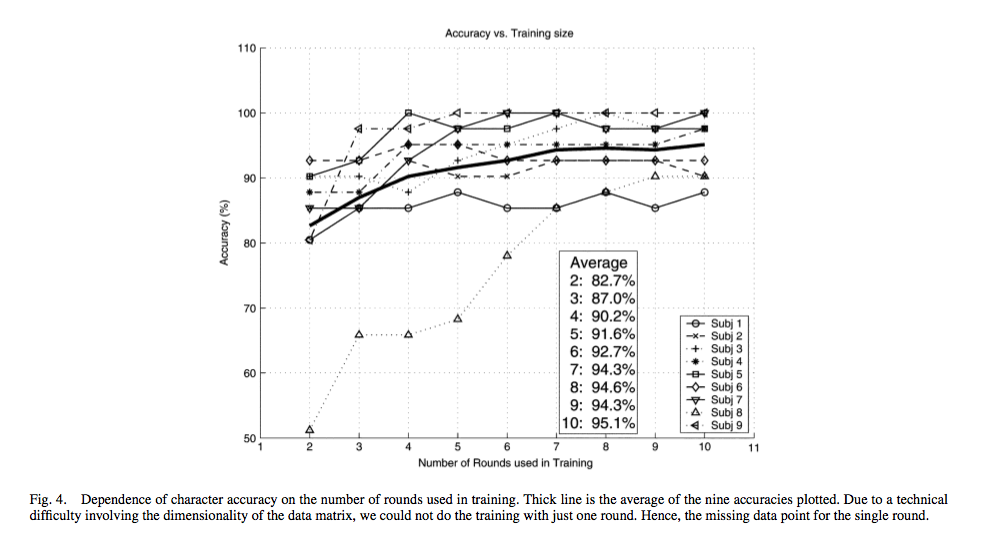 Accuracy vs. Training size
110
100
90
80
70
60
50
Accuracy (%)
1 2 3 4 5 6 7 8 9 10 11
Number of Rounds used in Training
Average
2: 82.7%
3: 87.0%
4: 90.2%
5: 91.6%
6: 92.7%
7: 94.3%
8: 94.6%
9: 94.3%
10: 95.1%
Subj 1
Subj 2
Subj 3
Subj 4
Subj 5
Subj 6
Subj 7
Subj 8
Subj 9
Fig. 4. Dependence of character accuracy on the number of rounds used in training. Thick line is the average of the nine accuracies plotted. Due to a technical
difficulty involving the dimensionality of the data matrix, we could not do the training with just one round. Hence, the missing data point for the single round.